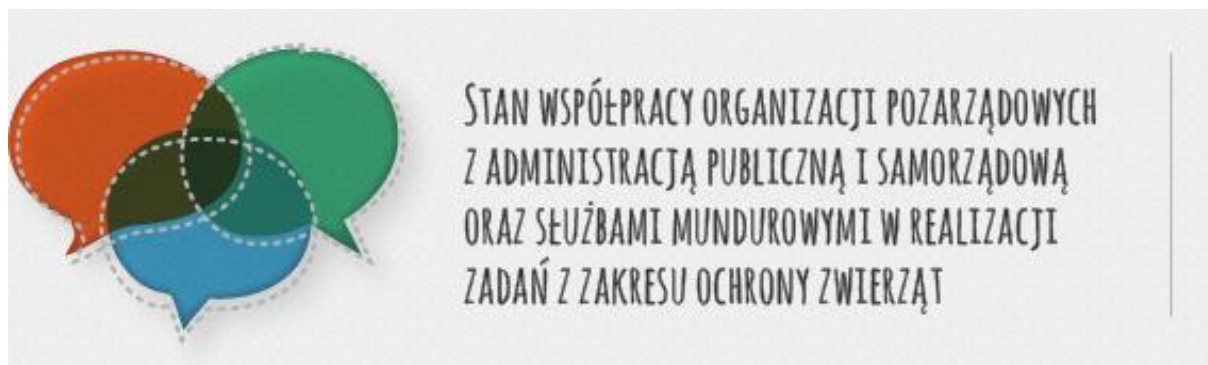 STAN WSPÓŁPRACY ORGANIZACJI POZARZĄDOWYCH
Z ADMINISTRACJĄ PUBLICZNĄ I SAMORZĄDOWĄ
ORAZ SŁUŻBAMI MUNDUROWYMI W REALIZACJI
ZADAŃ Z ZAKRESU OCHRONY ZWIERZĄT